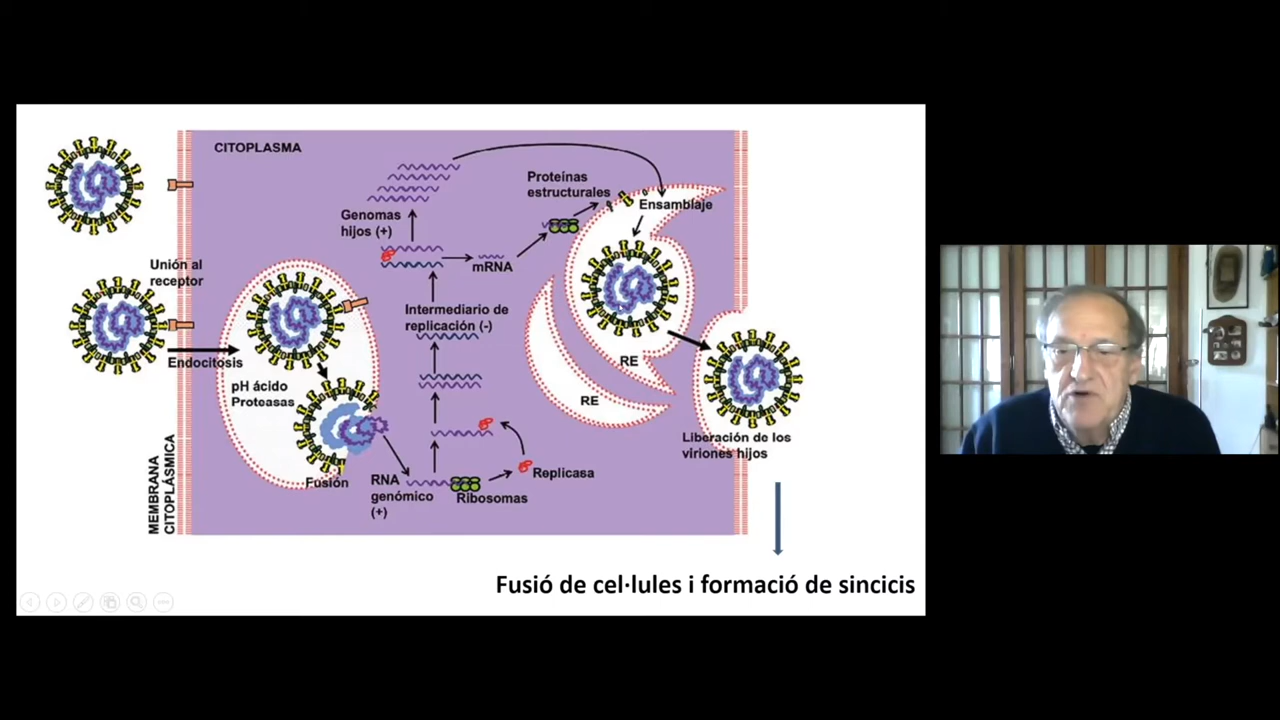 CITOPLASMA
Proteínas
estructurales
Ensamblaje
Genomas
hijos (+)
mRNA
Unión al
receptor
Intermediario de
replicación (-)
Endocitosis
pH ácido
Proteasas
RE
RE
Liberación de los
viriones hijos
MEMBRANA
CITOPLÁSMICA
Fusión
RNA
genómico
(+)
Ribosomas
Replicasa
Fusió de cel·lules i formació de sincicis